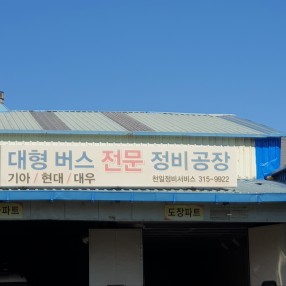 대형 버스 전문 정비공장
기아 / 현대 / 대우
천일정비서비스 315-9922
도장파트